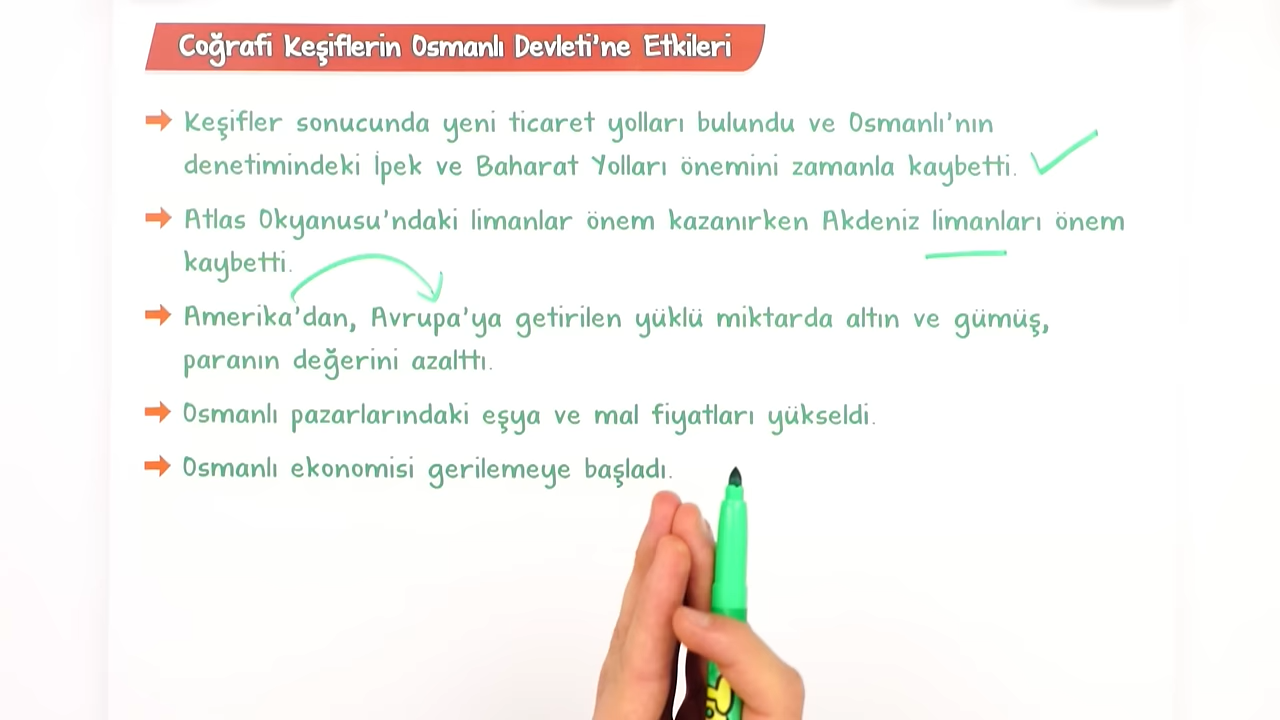 Coğrafi Keşiflerin Osmanlı Devleti'ne Etkileri
Keşifler sonucunda yeni ticaret yolları bulundu ve Osmanlı'nın
denetimindeki İpek ve Baharat Yolları önemini zamanla kaybetti.
Atlas Okyanusu'ndaki limanlar önem kazanırken Akdeniz limanları önem
kaybetti.
Amerika'dan, Avrupa'ya getirilen yüklü miktarda altın ve gümüş,
paranın değerini azalttı.
Osmanlı pazarlarındaki eşya ve mal fiyatları yükseldi.
Osmanlı ekonomisi gerilemeye başladı.